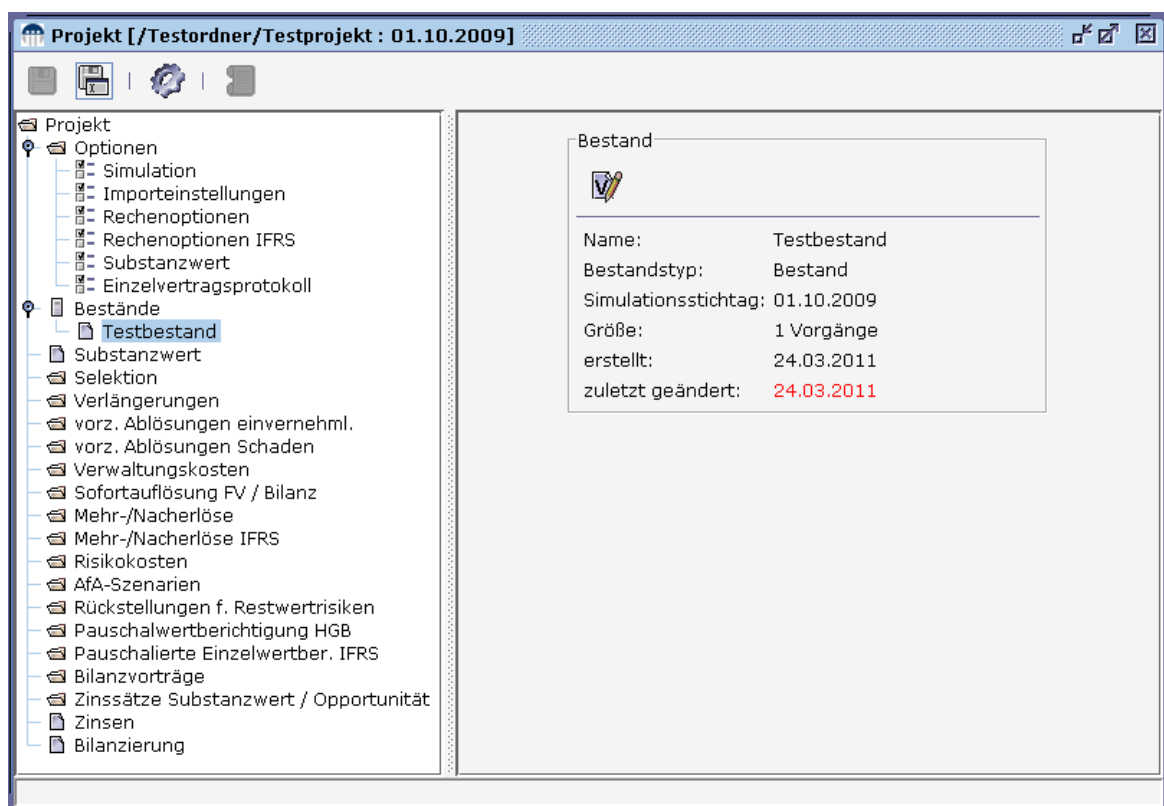 Projekt [/Testordner/Testprojekt : 01.10.2009]
Projekt
Optionen
Simulation
Importeinstellungen
Rechenoptionen
Rechenoptionen IFRS
Substanzwert
Einzelvertragsprotokoll
Bestände
Testbestand
Substanzwert
Selektion
Verlängerungen
vorz. Ablösungen einvernehml.
vorz. Ablösungen Schaden
Verwaltungskosten
Sofortauflösung FV / Bilanz
Mehr-/Nacherlöse
Mehr-/Nacherlöse IFRS
Risikokosten
AfA-Szenarien
Rückstellungen f. Restwertrisiken
Pauschalwertberichtigung HGB
Pauschalierte Einzelwertber. IFRS
Bilanzvorträge
Zinssätze Substanzwert / Opportunität
Zinsen
Bilanzierung
Bestand
Name: Testbestand
Bestandstyp: Bestand
Simulationsstichtag: 01.10.2009
Größe: 1 Vorgänge
erstellt: 24.03.2011
zuletzt geändert: 24.03.2011